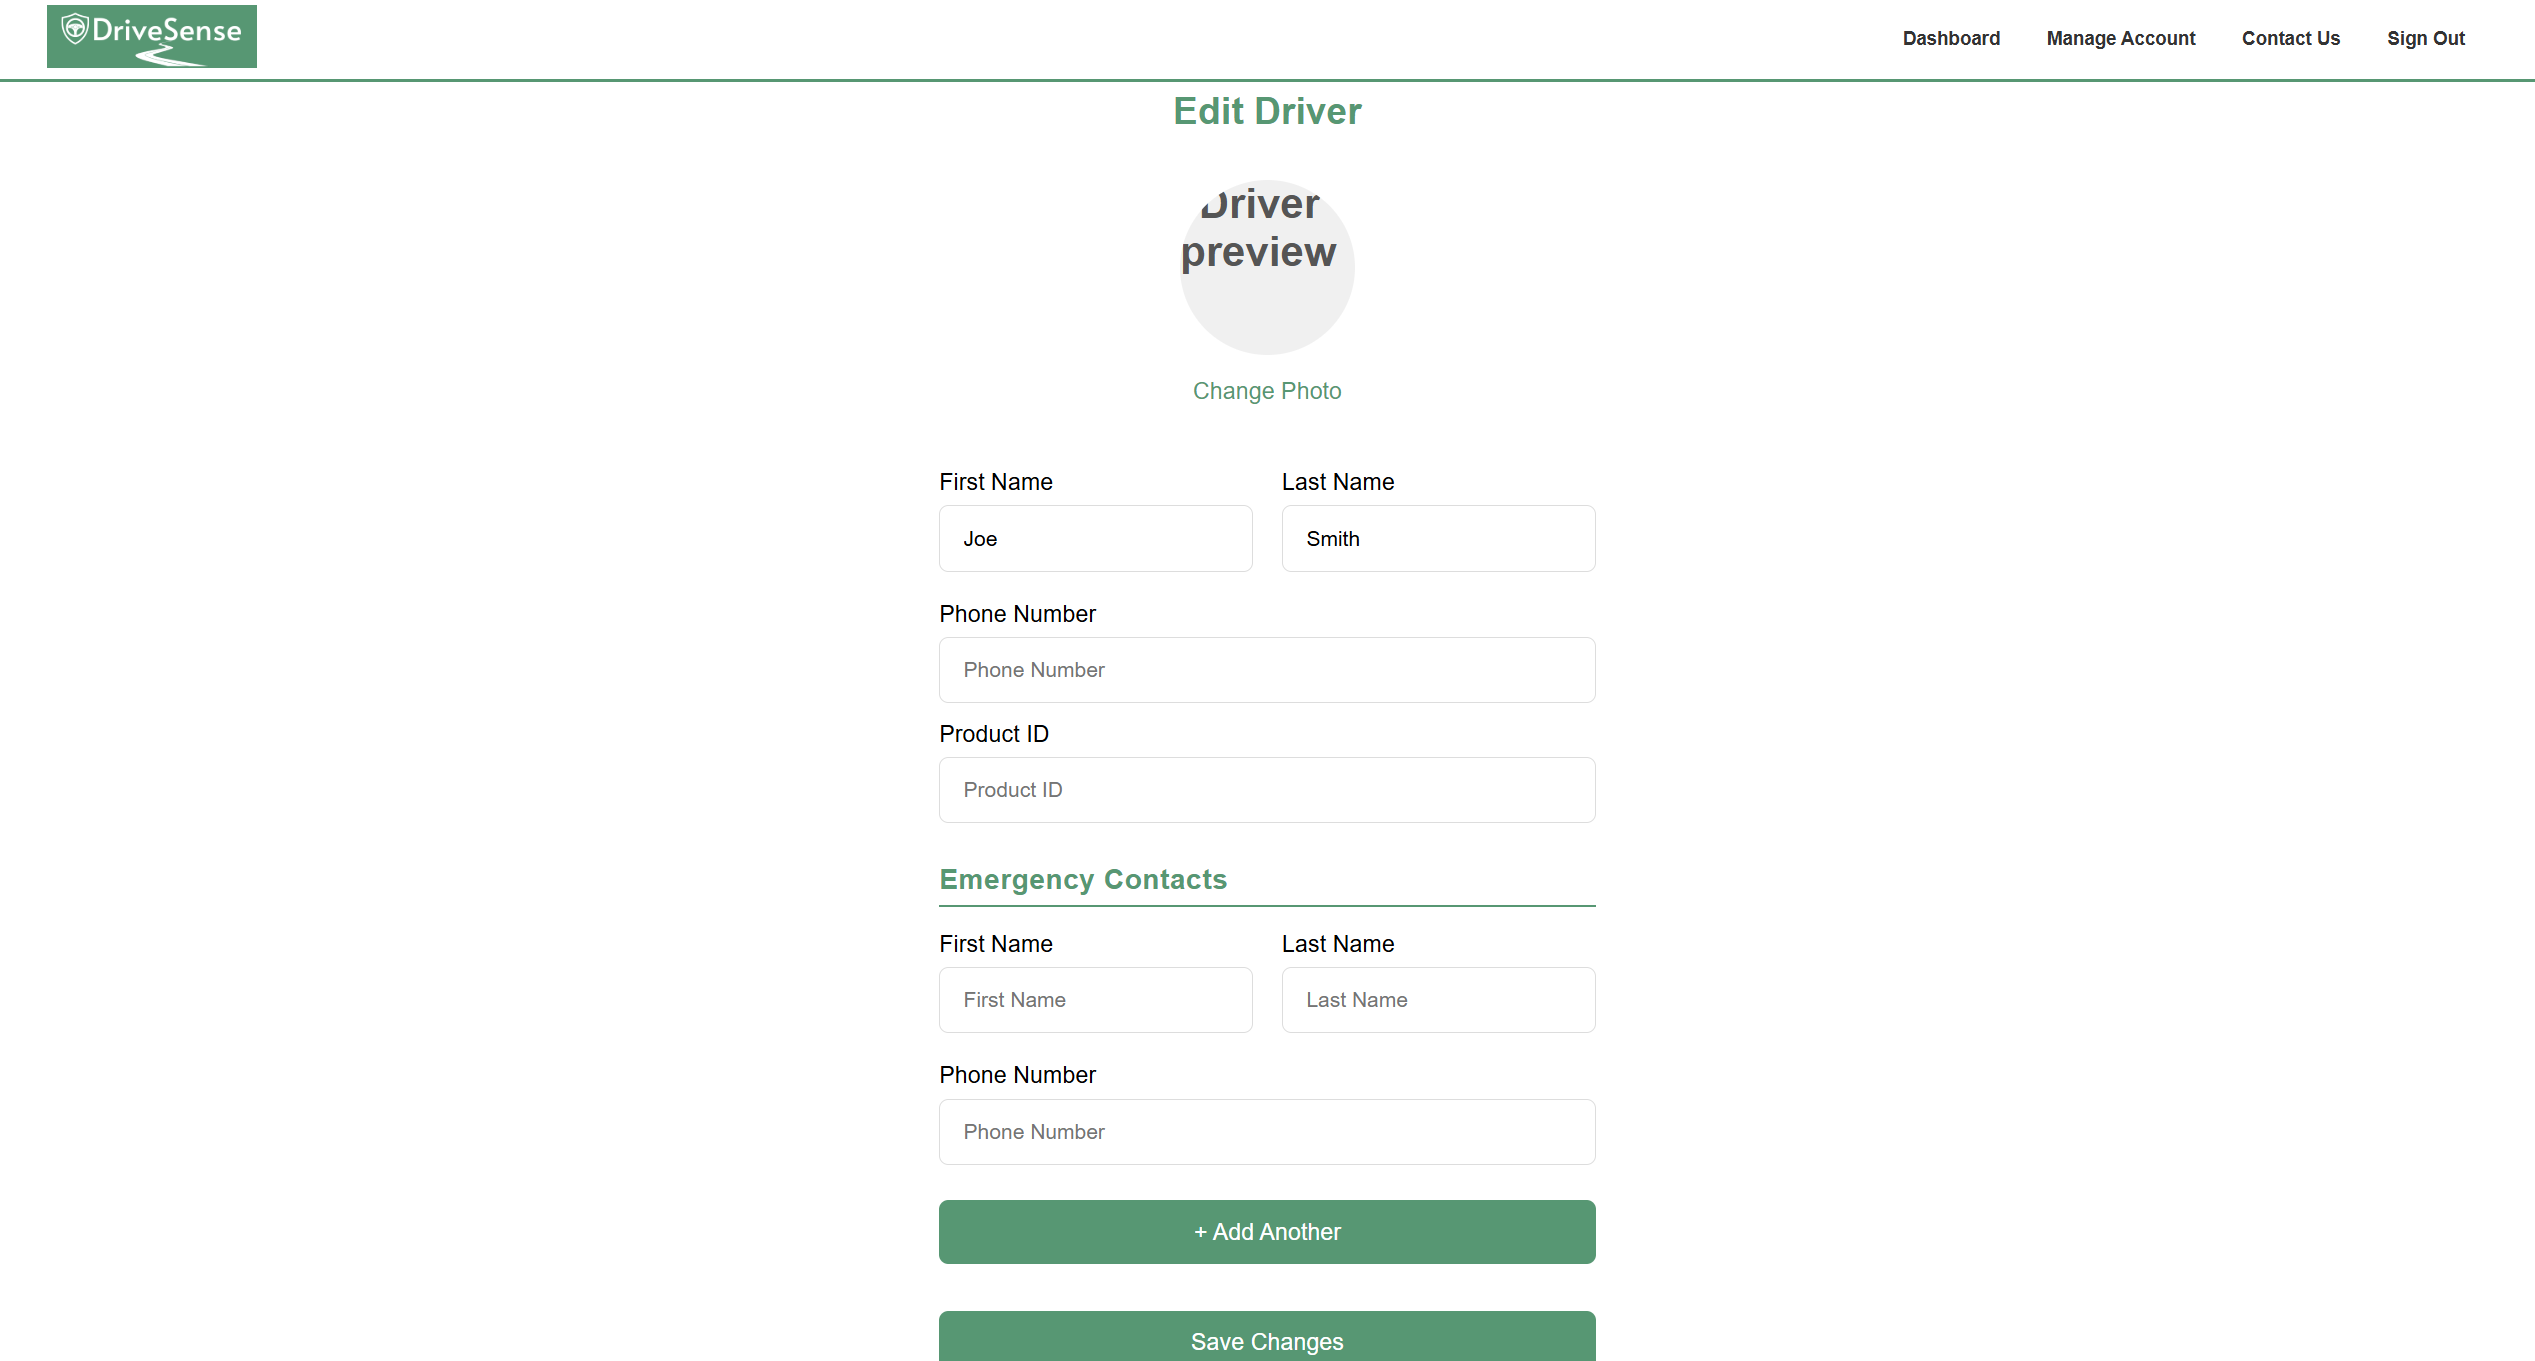 DriveSense
Dashboard Manage Account Contact Us Sign Out
Edit Driver
Driver
preview
Change Photo
First Name Last Name
Joe Smith
Phone Number
Phone Number
Product ID
Product ID
Emergency Contacts
First Name Last Name
First Name Last Name
Phone Number
Phone Number
+ Add Another
Save Changes